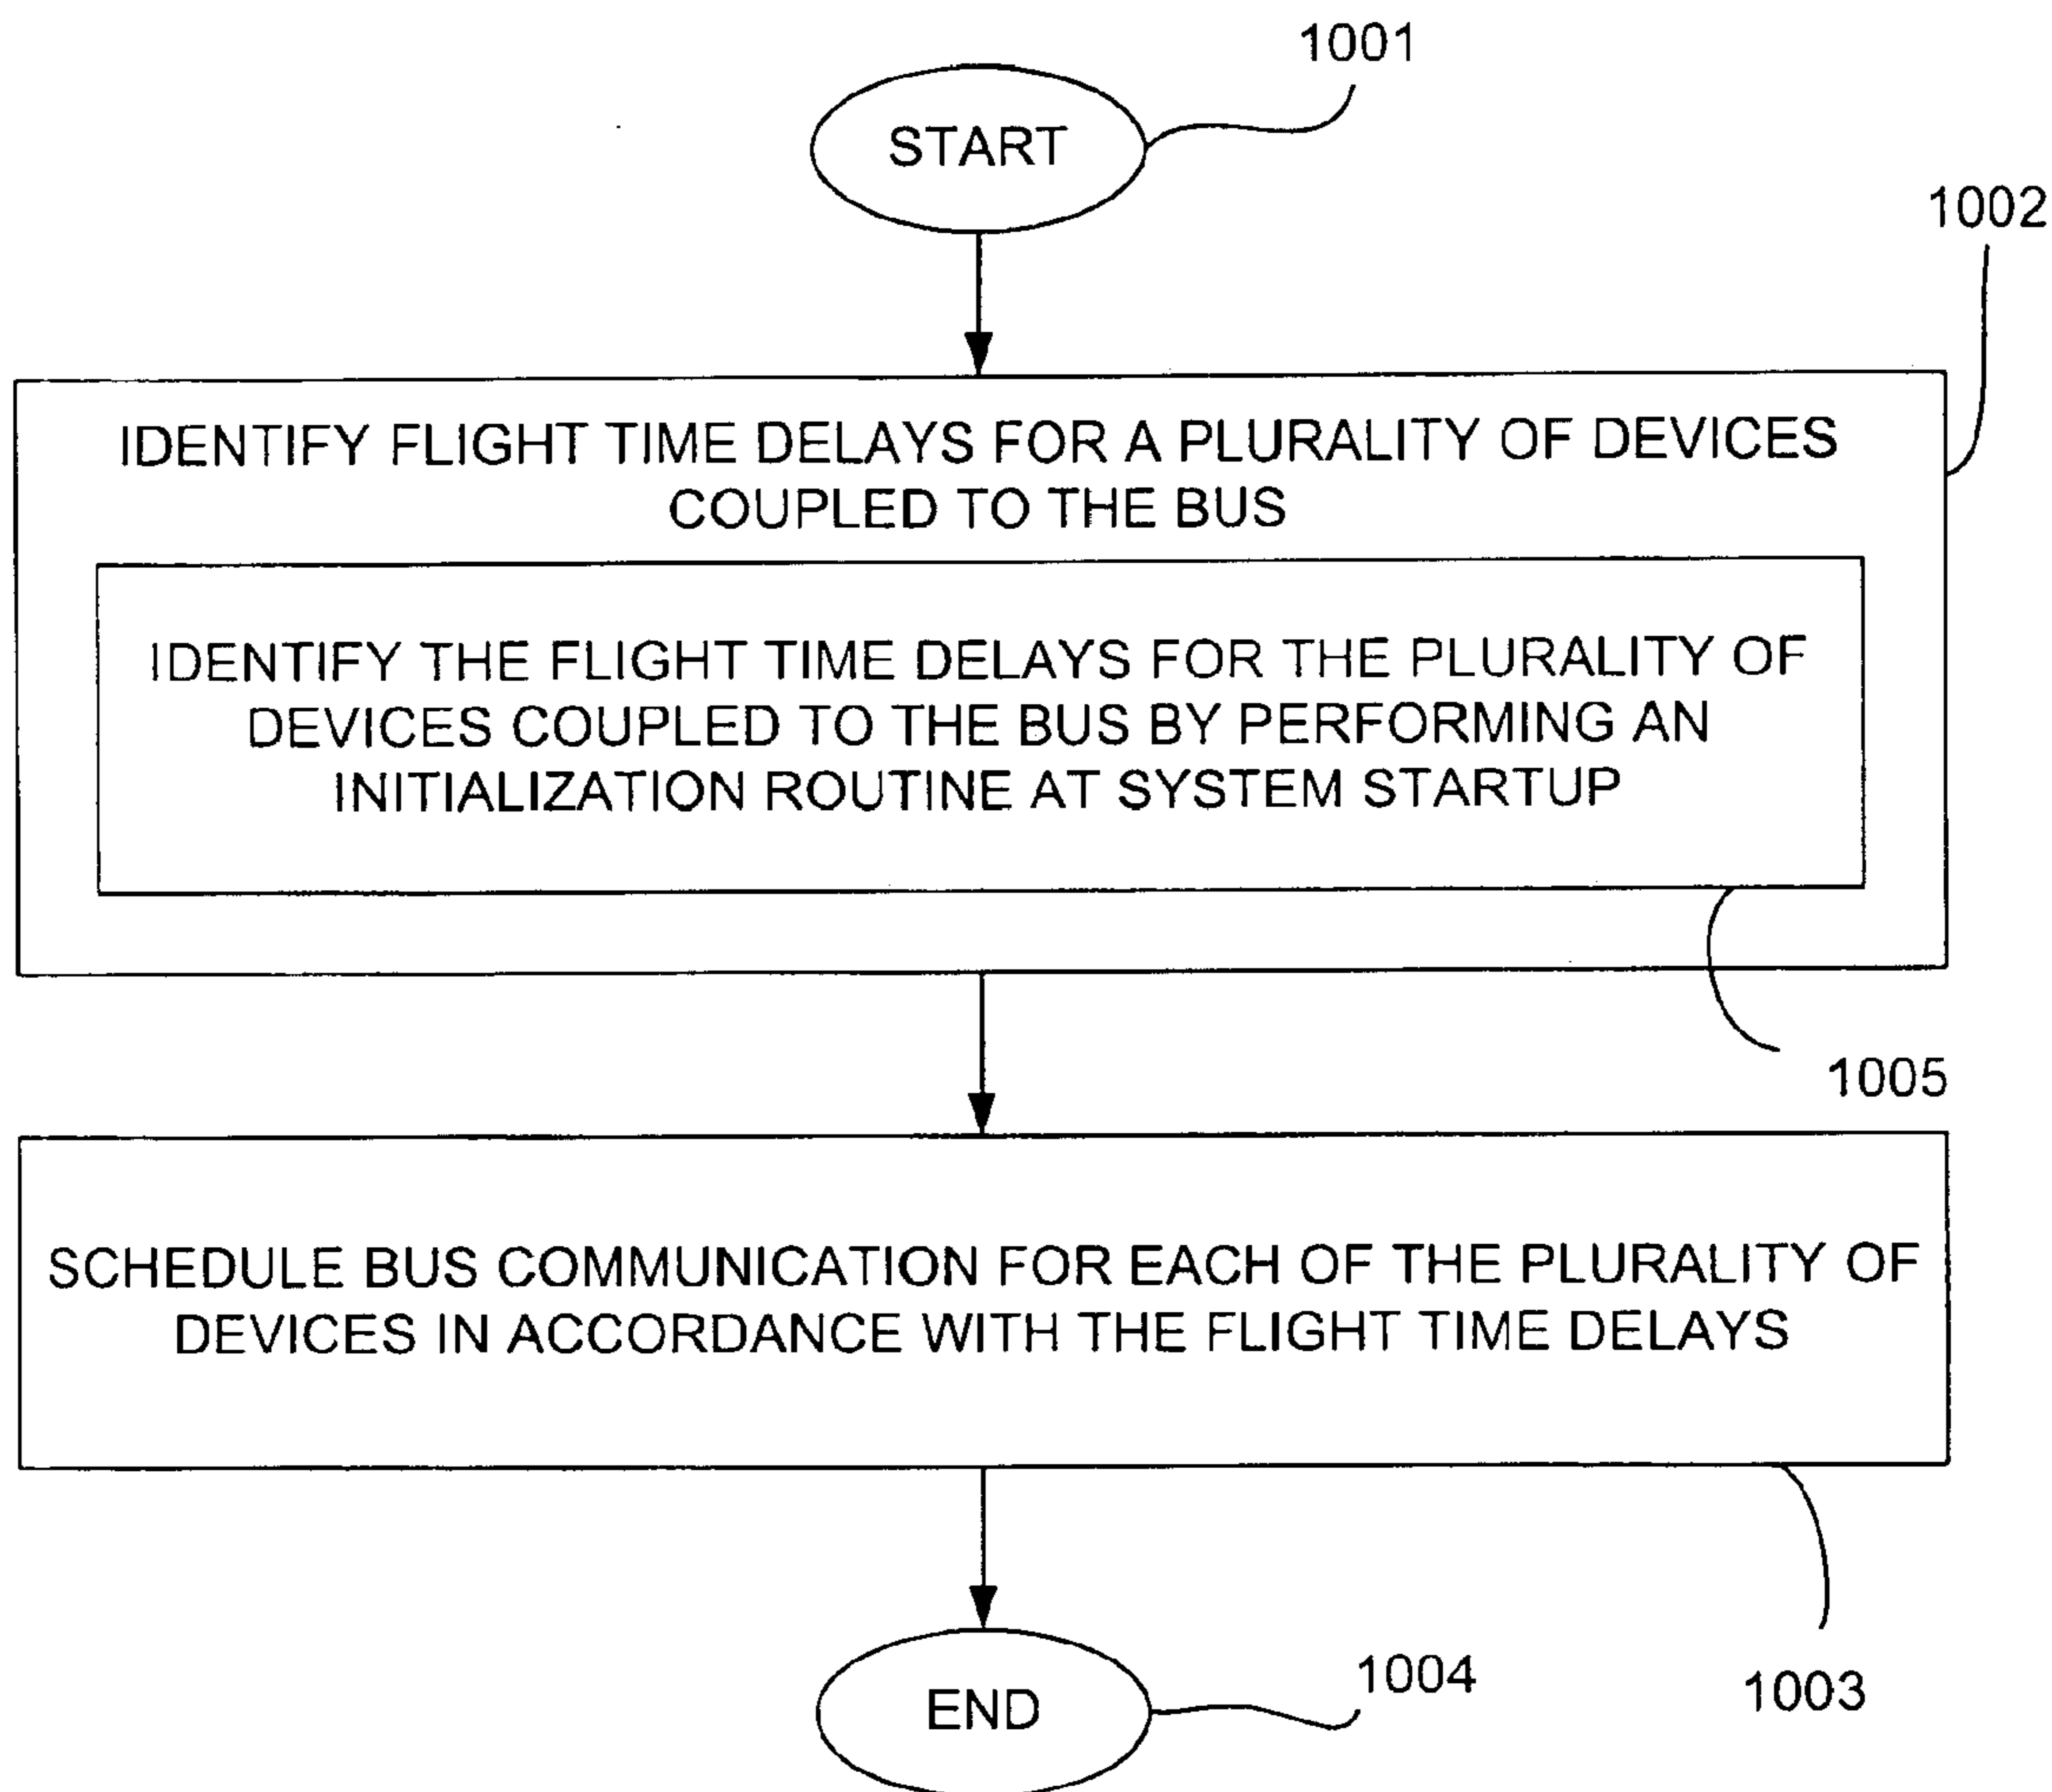 1001
START
1002
IDENTIFY FLIGHT TIME DELAYS FOR A PLURALITY OF DEVICES
COUPLED TO THE BUS
IDENTIFY THE FLIGHT TIME DELAYS FOR THE PLURALITY OF
DEVICES COUPLED TO THE BUS BY PERFORMING AN
INITIALIZATION ROUTINE AT SYSTEM STARTUP
1005
SCHEDULE BUS COMMUNICATION FOR EACH OF THE PLURALITY OF
DEVICES IN ACCORDANCE WITH THE FLIGHT TIME DELAYS
1004
1003
END